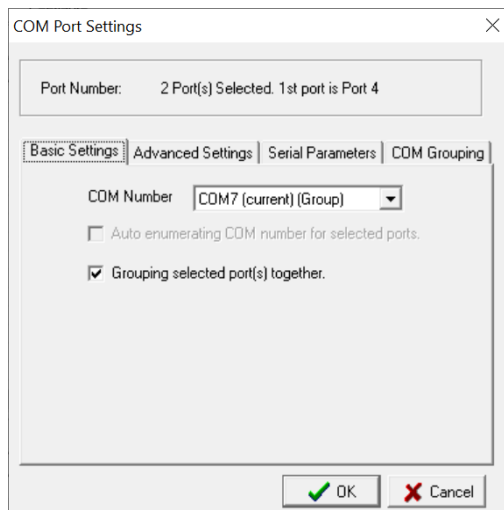 COM Port Settings
Port Number: 2 Port(s) Selected. 1st port is Port 4
Basic Settings Advanced Settings Serial Parameters COM Grouping
COM Number COM7 (current) (Group)
Auto enumerating COM number for selected ports.
Grouping selected port(s) together.
OK Cancel